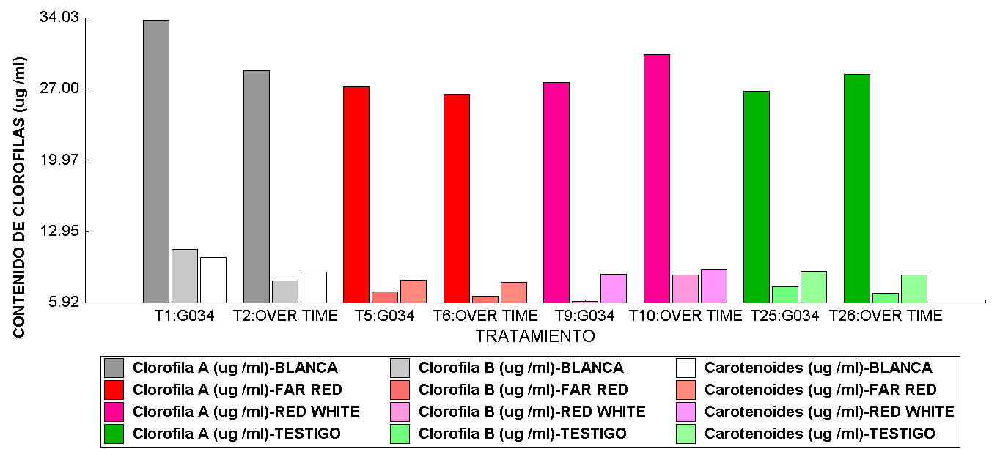 34.03
27.00
19.97
12.95
5.92
CONTENIDO DE CLOROFILAS (ug /ml)
T1:G034 T2:OVER TIME T5:G034 T6:OVER TIME T9:G034 T10:OVER TIME T25:G034 T26:OVER TIME
TRATAMIENTO
Clorofila A (ug /ml)-BLANCA Clorofila B (ug /ml)-BLANCA Carotenoides (ug /ml)-BLANCA
Clorofila A (ug /ml)-FAR RED Clorofila B (ug /ml)-FAR RED Carotenoides (ug /ml)-FAR RED
Clorofila A (ug /ml)-RED WHITE Clorofila B (ug /ml)-RED WHITE Carotenoides (ug /ml)-RED WHITE
Clorofila A (ug /ml)-TESTIGO Clorofila B (ug /ml)-TESTIGO Carotenoides (ug /ml)-TESTIGO